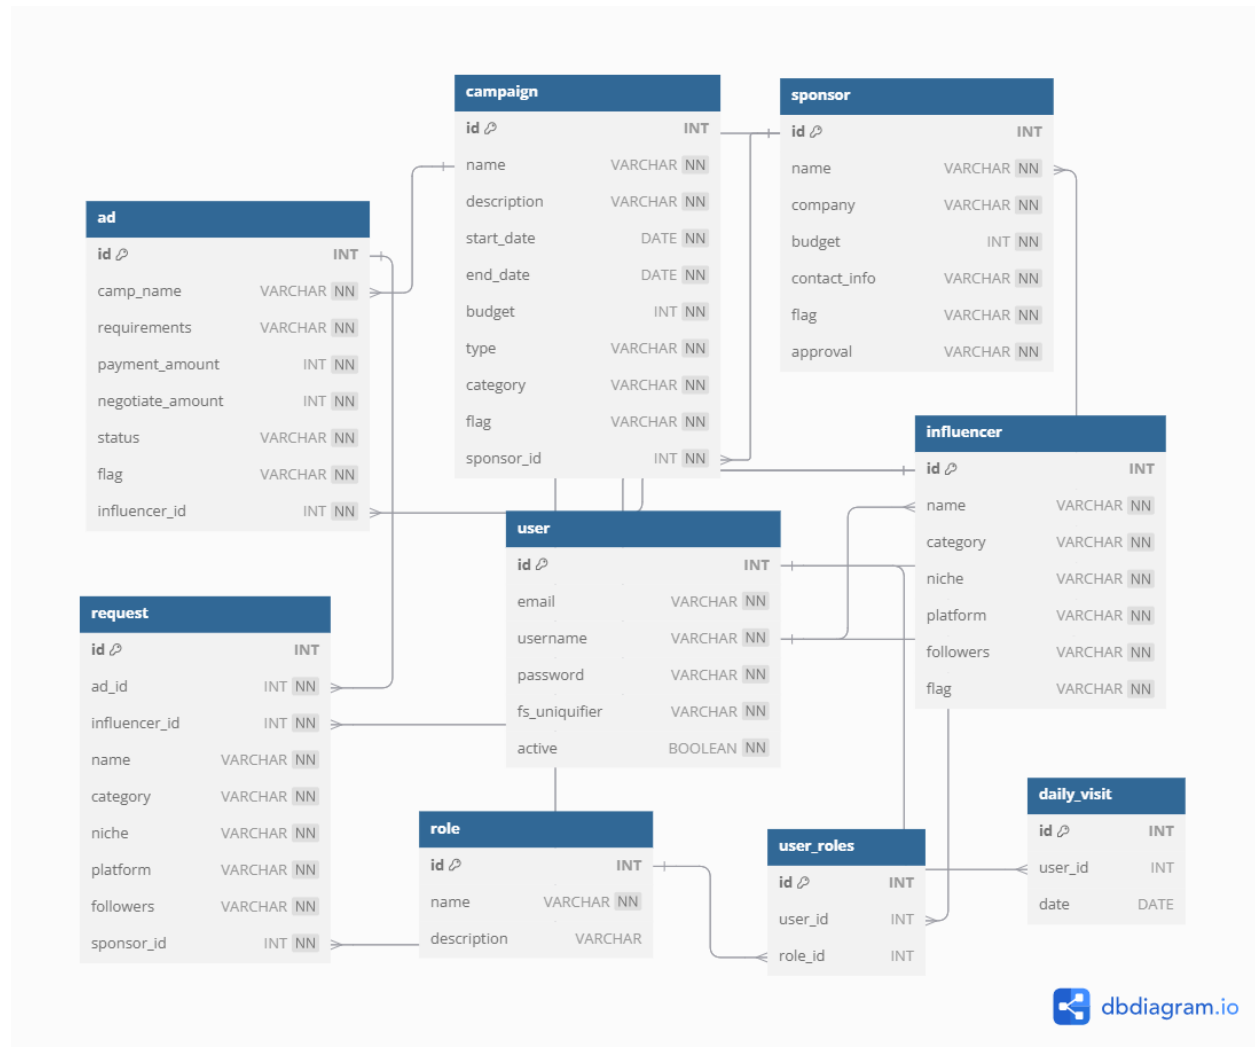 campaign
id INT
name VARCHAR NN
description VARCHAR NN
start_date DATE NN
end_date DATE NN
budget INT NN
type VARCHAR NN
category VARCHAR NN
flag VARCHAR NN
sponsor_id INT NN
sponsor
id INT
name VARCHAR NN
company VARCHAR NN
budget INT NN
contact_info VARCHAR NN
flag VARCHAR NN
approval VARCHAR NN
ad
id INT
camp_name VARCHAR NN
requirements VARCHAR NN
payment_amount INT NN
negotiate_amount INT NN
status VARCHAR NN
flag VARCHAR NN
influencer_id INT NN
influencer
id INT
name VARCHAR NN
category VARCHAR NN
niche VARCHAR NN
platform VARCHAR NN
followers VARCHAR NN
flag VARCHAR NN
user
id INT
email VARCHAR NN
username VARCHAR NN
password VARCHAR NN
fs_uniquifier VARCHAR NN
active BOOLEAN NN
request
id INT
ad_id INT NN
influencer_id INT NN
name VARCHAR NN
category VARCHAR NN
niche VARCHAR NN
platform VARCHAR NN
followers VARCHAR NN
sponsor_id INT NN
role
id INT
name VARCHAR NN
description VARCHAR
user_roles
id INT
user_id INT
role_id INT
daily_visit
id INT
user_id INT
date DATE
dbdiagram.io